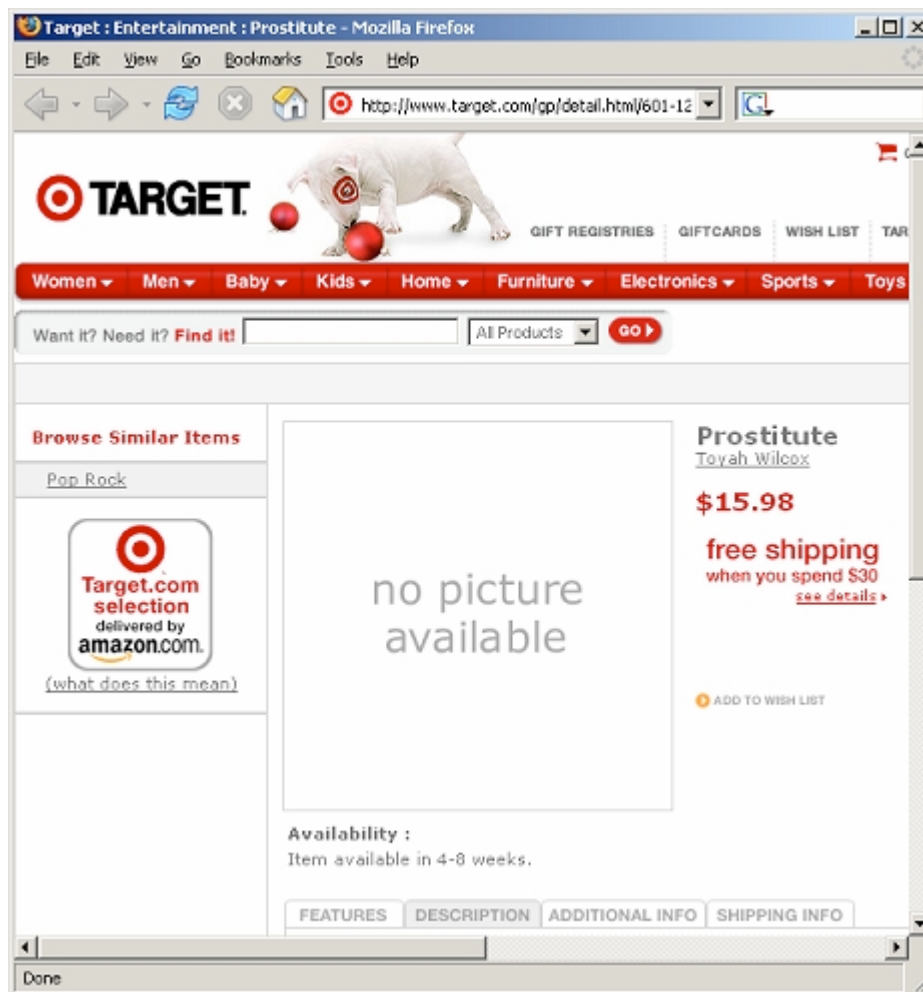 Target : Entertainment : Prostitute - Mozilla Firefox
File Edit View Go Bookmarks Tools Help
http://www.target.com/gp/detail.html/601-12
TARGET
GIFT REGISTRIES GIFTCARDS WISH LIST TAR
Women Men Baby Kids Home Furniture Electronics Sports Toys
Want it? Need it? Find it! All Products GO
Browse Similar Items
Pop Rock
Target.com
selection
delivered by
amazon.com.
(what does this mean)
no picture
available
Prostitute
Toyah Wilcox
$15.98
free shipping
when you spend $30
see details
ADD TO WISH LIST
Availability :
Item available in 4-8 weeks.
FEATURES DESCRIPTION ADDITIONAL INFO SHIPPING INFO
Done